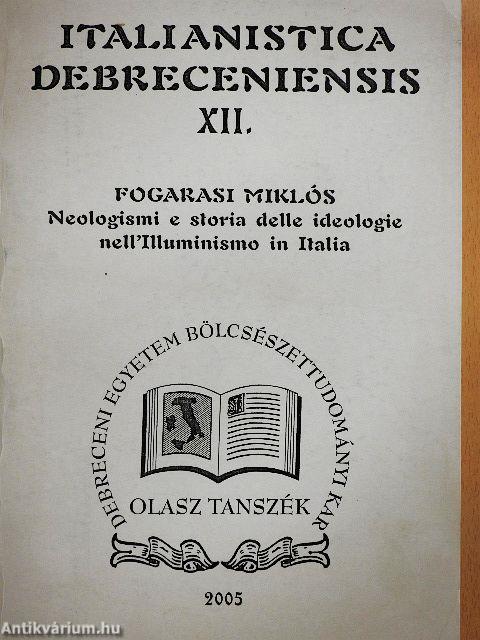 ITALIANISTICA
DEBRECENIENSIS
XII.
FOGARASI MIKLÓS
Neologismi e storia delle ideologie
nell'Illuminismo in Italia
DEBRECENI EGYETEM BÖLCSÉSZETTUDOMÁNYI KAR
OLASZ TANSZÉK
2005
Antikvárium.hu